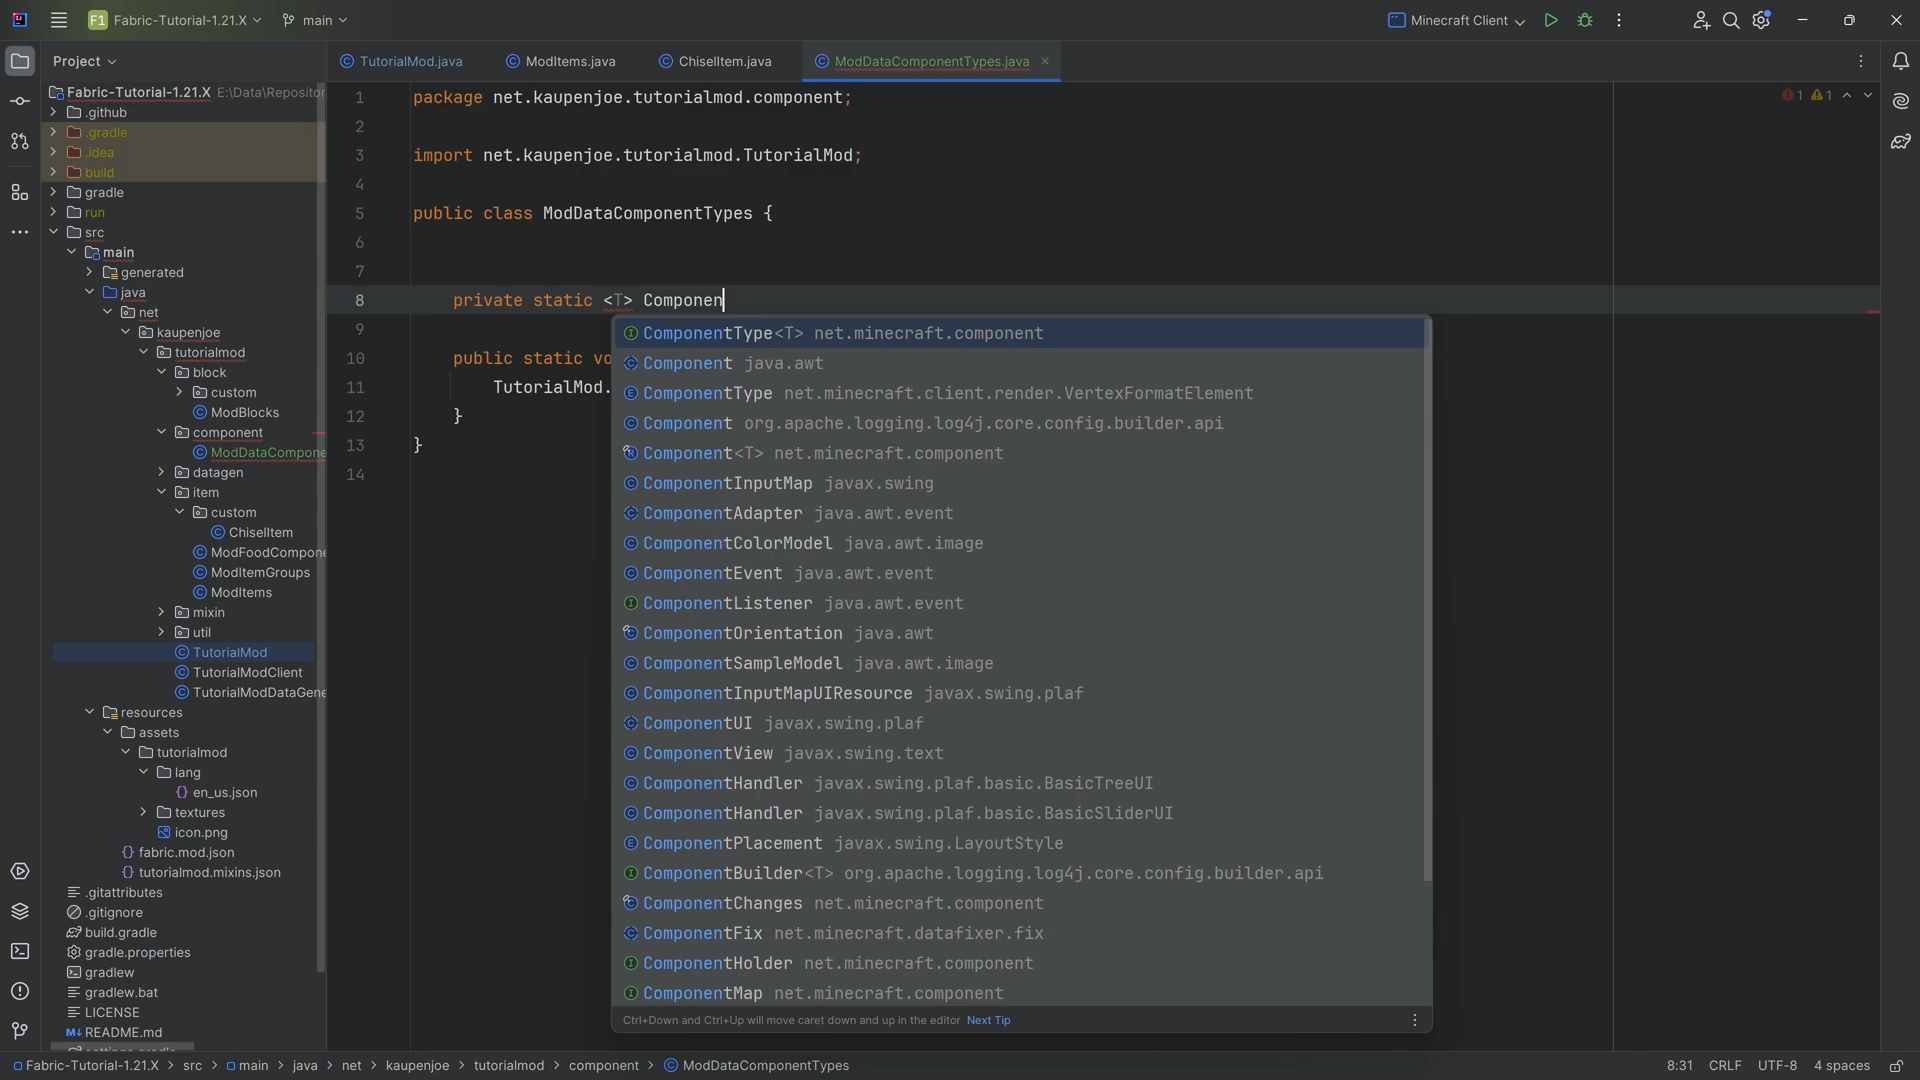 F1 Fabric-Tutorial-1.21.X main Minecraft Client
Project
TutorialMod.java
ModItems.java
ChiselItem.java
ModDataComponentTypes.java
Fabric-Tutorial-1.21.X E:\Data\Repositor
.github
.gradle
.idea
build
gradle
run
src
main
generated
java
net
kaupenjoe
tutorialmod
block
custom
ModBlocks
component
ModDataCompone
datagen
item
custom
ChiselItem
ModFoodCompone
ModItemGroups
ModItems
mixin
util
TutorialMod
TutorialModClient
TutorialModDataGene
resources
assets
tutorialmod
lang
en_us.json
textures
icon.png
fabric.mod.json
tutorialmod.mixins.json
.gitattributes
.gitignore
build.gradle
gradle.properties
gradlew
gradlew.bat
LICENSE
README.md
1 package net.kaupenjoe.tutorialmod.component;
2
3 import net.kaupenjoe.tutorialmod.TutorialMod;
4
5 public class ModDataComponentTypes {
6
7
8 private static <T> Componen
9
10 public static vo
11 TutorialMod.
12 }
13 }
14
1 1
ComponentType<T> net.minecraft.component
Component java.awt
ComponentType net.minecraft.client.render.VertexFormatElement
Component org.apache.logging.log4j.core.config.builder.api
Component<T> net.minecraft.component
ComponentInputMap javax.swing
ComponentAdapter java.awt.event
ComponentColorModel java.awt.image
ComponentEvent java.awt.event
ComponentListener java.awt.event
ComponentOrientation java.awt
ComponentSampleModel java.awt.image
ComponentInputMapUIResource javax.swing.plaf
ComponentUI javax.swing.plaf
ComponentView javax.swing.text
ComponentHandler javax.swing.plaf.basic.BasicTreeUI
ComponentHandler javax.swing.plaf.basic.BasicSliderUI
ComponentPlacement javax.swing.LayoutStyle
ComponentBuilder<T> org.apache.logging.log4j.core.config.builder.api
ComponentChanges net.minecraft.component
ComponentFix net.minecraft.datafixer.fix
ComponentHolder net.minecraft.component
ComponentMap net.minecraft.component
Ctrl+Down and Ctrl+Up will move caret down and up in the editor Next Tip
Fabric-Tutorial-1.21.X > src > main > java > net > kaupenjoe > tutorialmod > component > ModDataComponentTypes
8:31 CRLF UTF-8 4 spaces